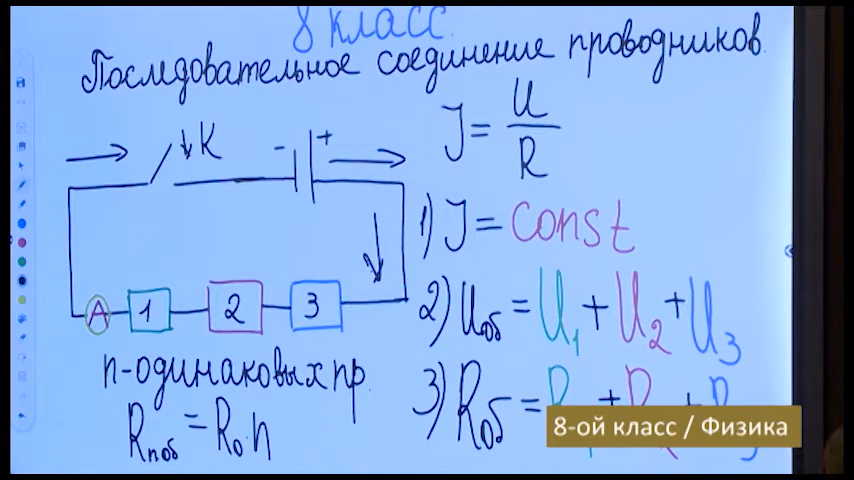 8 класс.
Последовательное соединение проводников.
↓K
- +
J = U/R
1) J = const
A 1 2 3
2) Uоб = U1 + U2 + U3
n-одинаковых пр.
3) Rоб = R + R + R
Rnоб = R0·n
8-ой класс / Физика